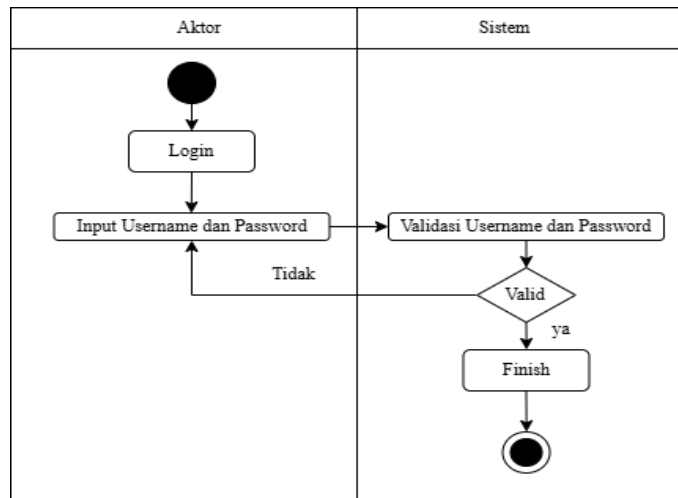 Aktor
Sistem
Login
Input Username dan Password
Validasi Username dan Password
Tidak
Valid
ya
Finish